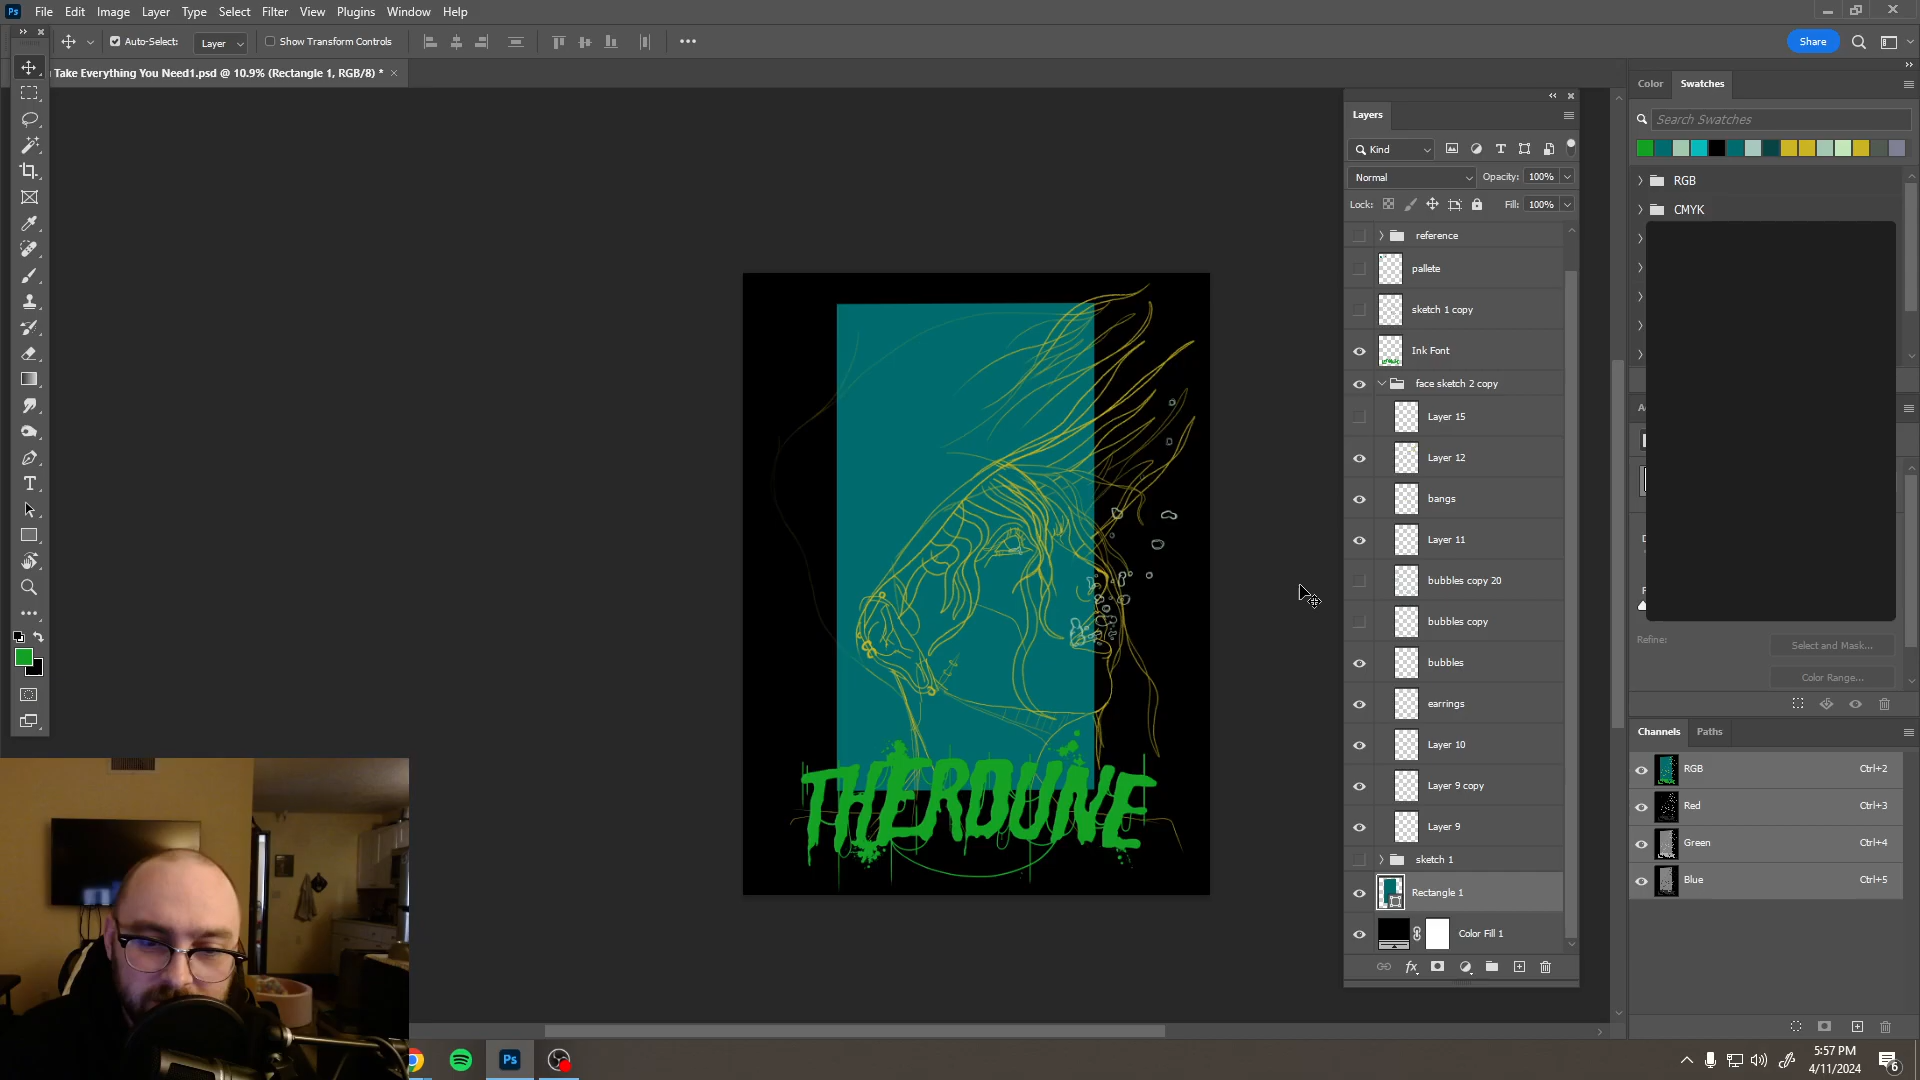 Ps File Edit Image Layer Type Select Filter View Plugins Window Help
Auto-Select: Layer Show Transform Controls Share
Take Everything You Need1.psd @ 10.9% (Rectangle 1, RGB/8) *
Color Swatches
Search Swatches
RGB
CMYK
Layers
Kind
Normal Opacity: 100%
Lock: Fill: 100%
reference
pallete
sketch 1 copy
Ink Font
face sketch 2 copy
Layer 15
Layer 12
bangs
Layer 11
bubbles copy 20
bubbles copy
bubbles
earrings
Layer 10
Layer 9 copy
Layer 9
sketch 1
Rectangle 1
Color Fill 1
fx
THERDUNE
Refine: Select and Mask...
Color Range...
Channels Paths
RGB Ctrl+2
Red Ctrl+3
Green Ctrl+4
Blue Ctrl+5
Ps
5:57 PM
4/11/2024
6